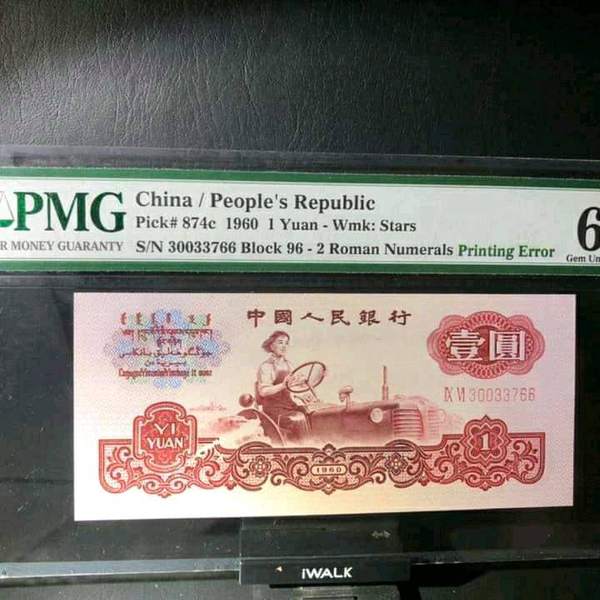 PMG
R MONEY GUARANTY
China / People's Republic
Pick# 874c 1960 1 Yuan - Wmk: Stars
S/N 30033766 Block 96 - 2 Roman Numerals Printing Error
6
Gem Un
中國人民銀行
壹圓
IX VI 30033766
YI
YUAN
1960
1
iWALK